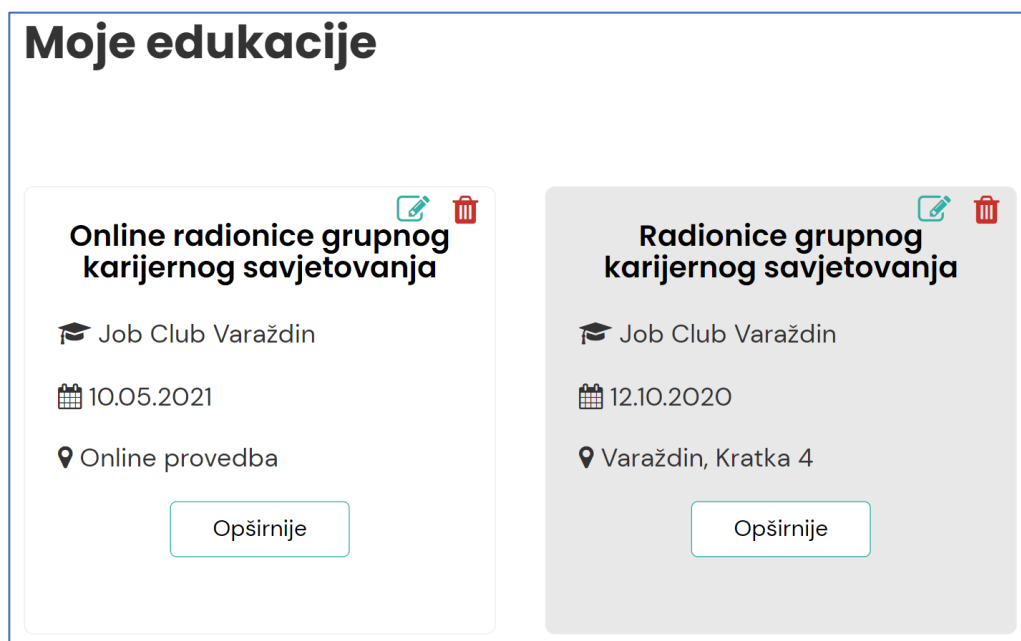 Moje edukacije
Online radionice grupnog
karijernog savjetovanja
Job Club Varaždin
10.05.2021
Online provedba
Opširnije
Radionice grupnog
karijernog savjetovanja
Job Club Varaždin
12.10.2020
Varaždin, Kratka 4
Opširnije